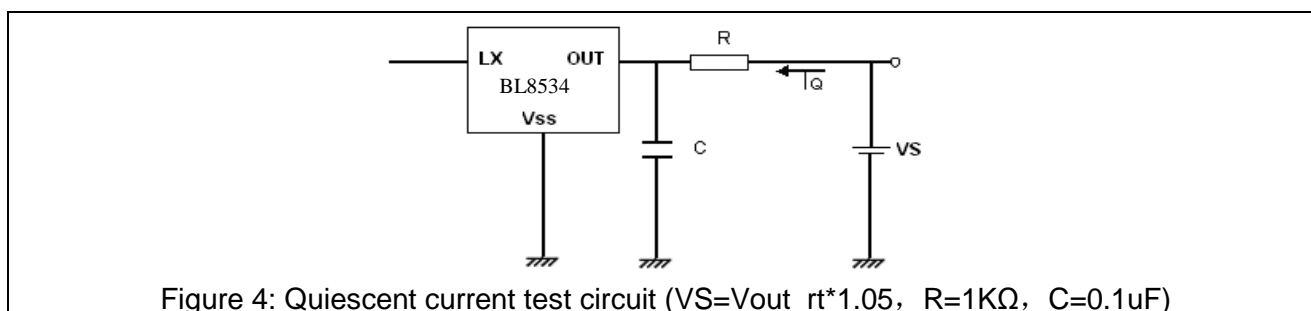 R
LX OUT
BL8534
IQ
Vss
C
VS
Figure 4: Quiescent current test circuit (VS=Vout_rt*1.05，R=1KΩ，C=0.1uF)